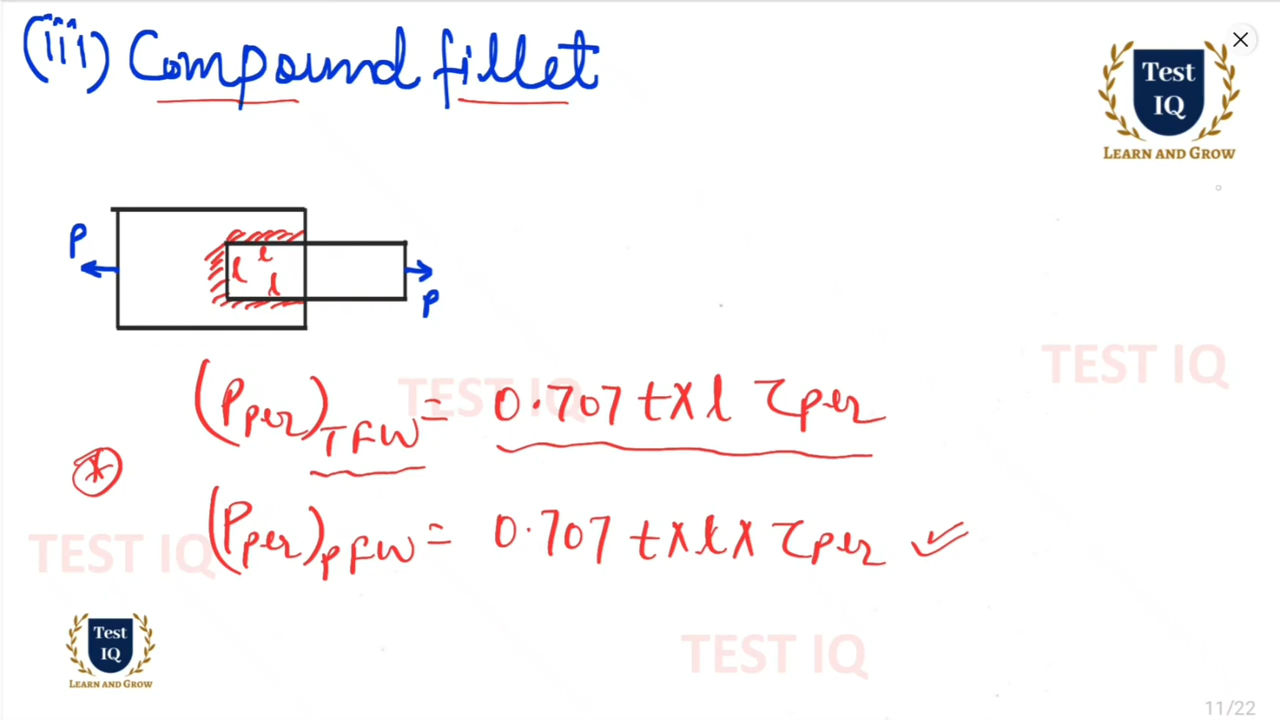 (iii) Compound fillet
Test
IQ
LEARN AND GROW
P
l
l
l
P
TEST IQ
TEST IQ
(Pper)TFW = 0.707 t x l τper
(Pper)PFW = 0.707 t x l x τper
TEST IQ
TEST IQ
Test
IQ
LEARN AND GROW
11/22